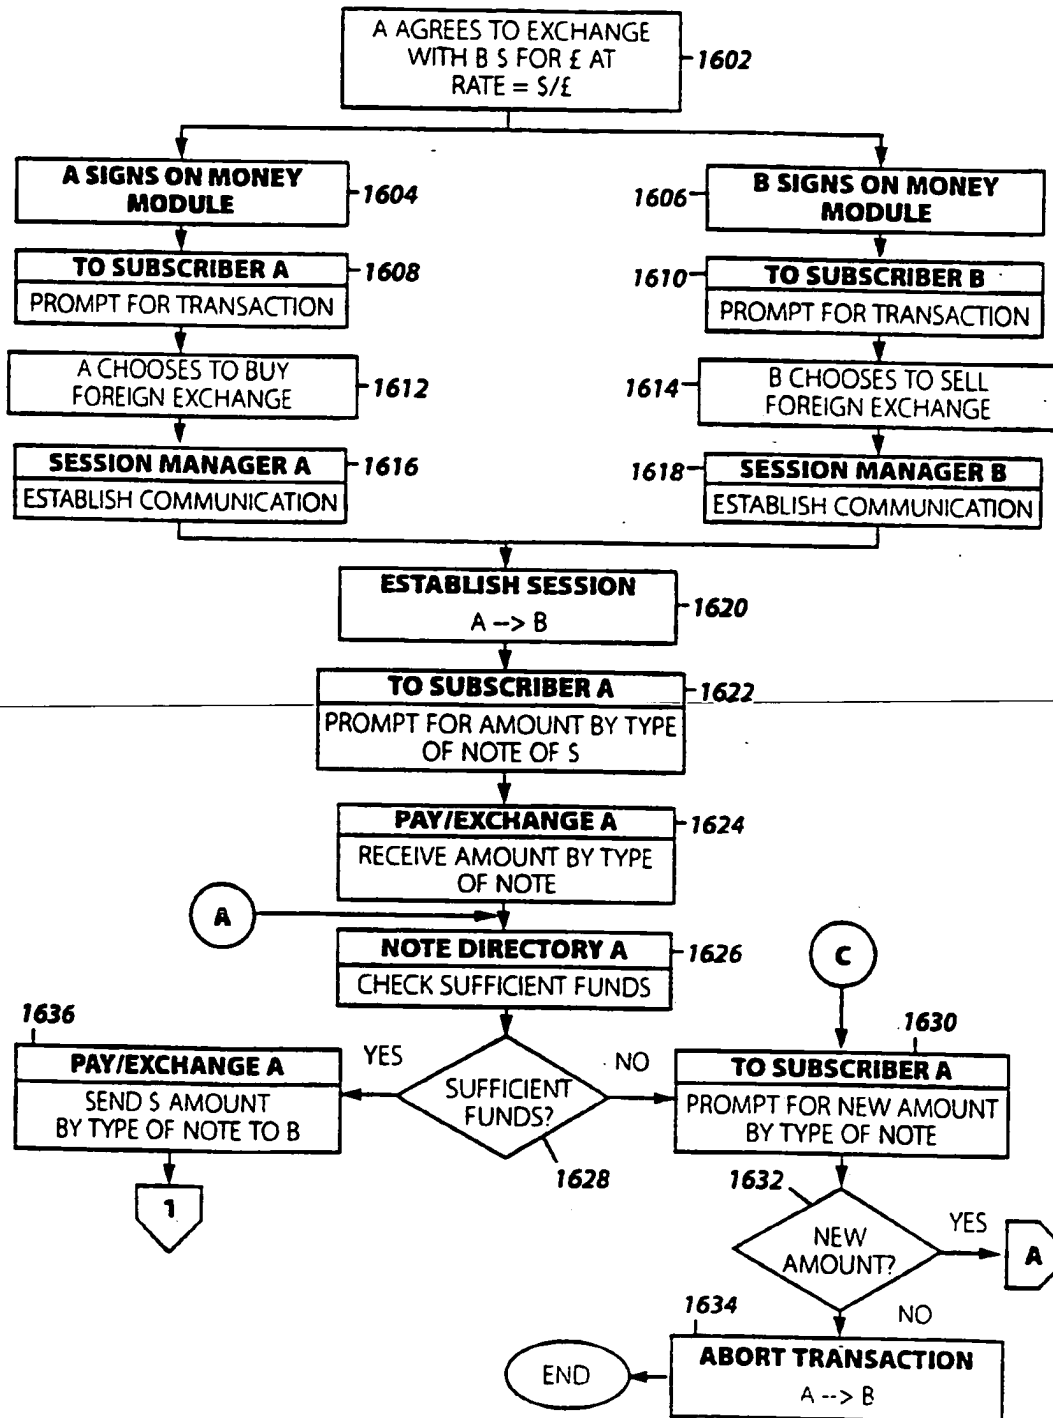 A AGREES TO EXCHANGE
WITH B $ FOR £ AT
RATE = $/£
1602
A SIGNS ON MONEY
MODULE
1604
1606
B SIGNS ON MONEY
MODULE
TO SUBSCRIBER A
1608
PROMPT FOR TRANSACTION
1610
TO SUBSCRIBER B
PROMPT FOR TRANSACTION
A CHOOSES TO BUY
FOREIGN EXCHANGE
1612
1614
B CHOOSES TO SELL
FOREIGN EXCHANGE
SESSION MANAGER A
1616
ESTABLISH COMMUNICATION
1618
SESSION MANAGER B
ESTABLISH COMMUNICATION
ESTABLISH SESSION
A --> B
1620
TO SUBSCRIBER A
1622
PROMPT FOR AMOUNT BY TYPE
OF NOTE OF $
PAY/EXCHANGE A
1624
RECEIVE AMOUNT BY TYPE
OF NOTE
A
NOTE DIRECTORY A
1626
CHECK SUFFICIENT FUNDS
C
1636
PAY/EXCHANGE A
SEND $ AMOUNT
BY TYPE OF NOTE TO B
YES
SUFFICIENT
FUNDS?
NO
1628
1630
TO SUBSCRIBER A
PROMPT FOR NEW AMOUNT
BY TYPE OF NOTE
1
1632
NEW
AMOUNT?
YES
A
NO
1634
ABORT TRANSACTION
A --> B
END